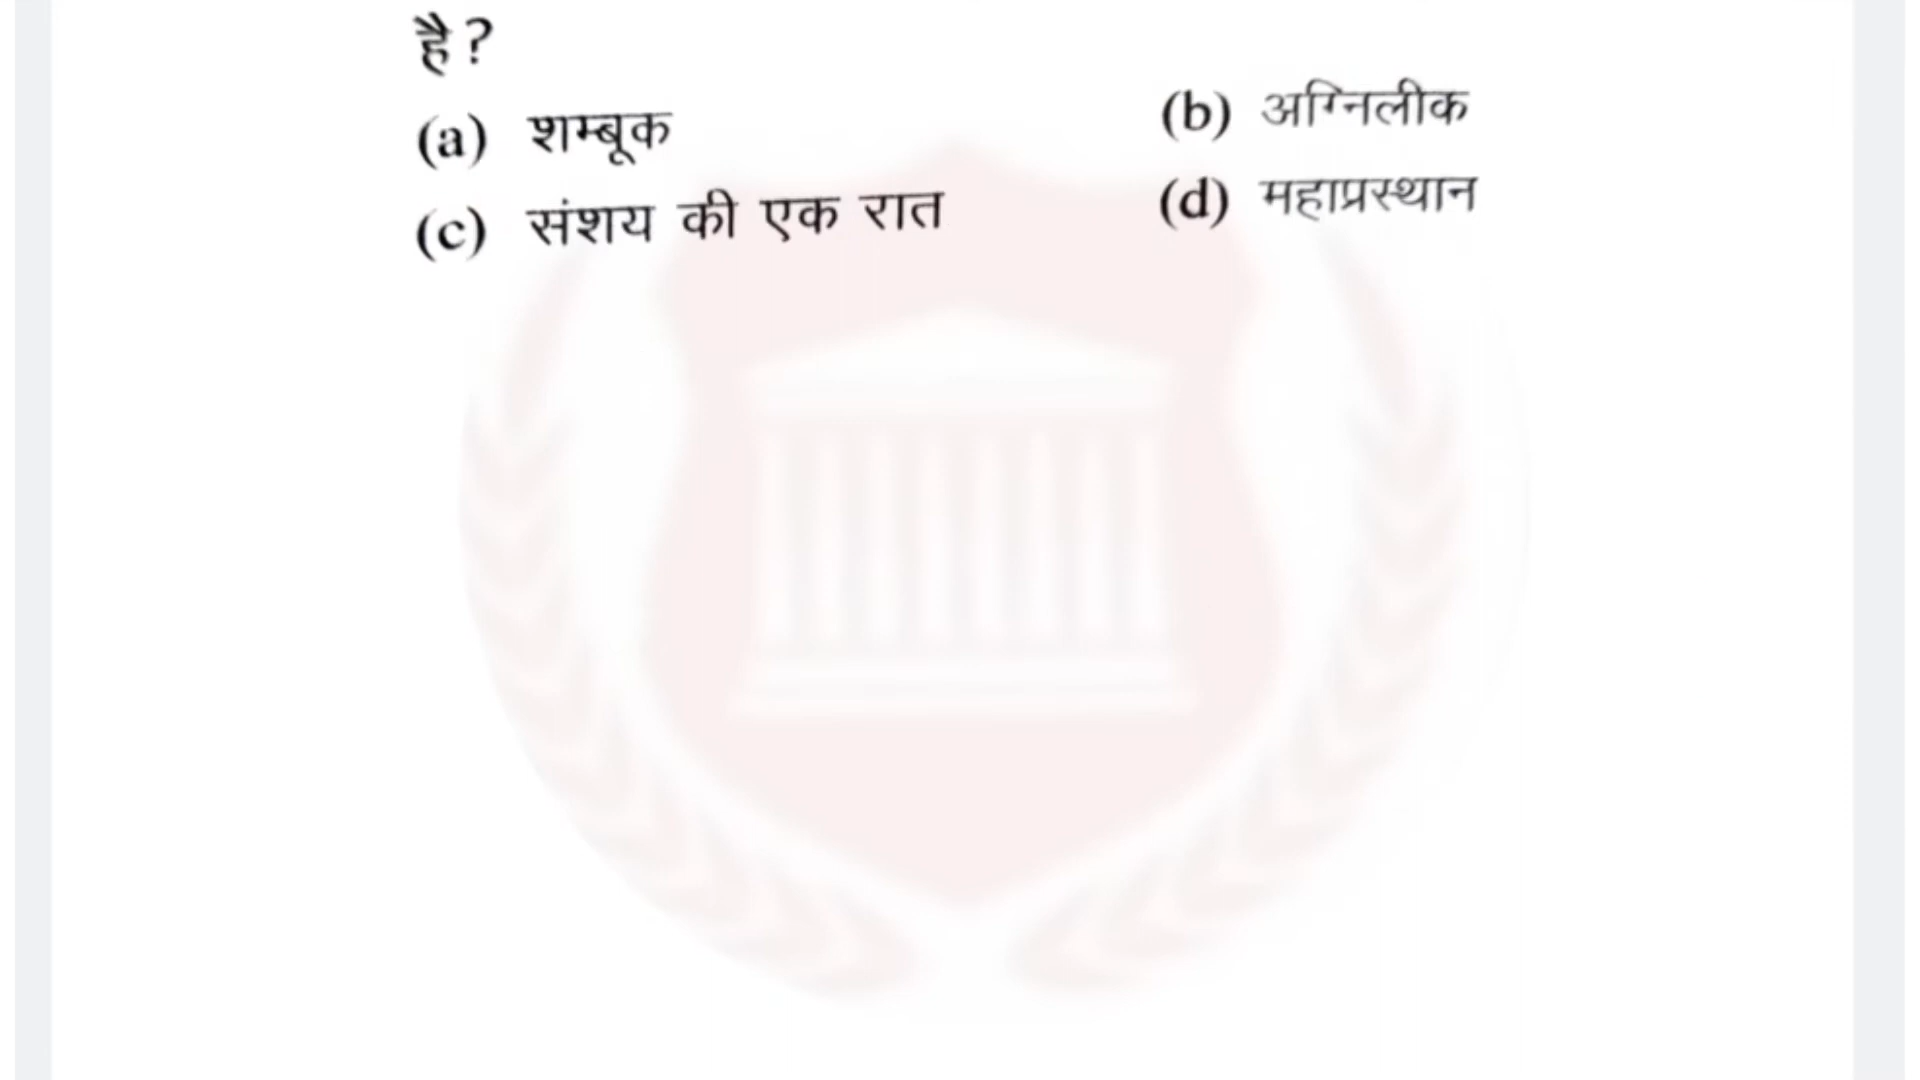 है?
(a) शम्बूक (b) अग्निलीक
(c) संशय की एक रात (d) महाप्रस्थान